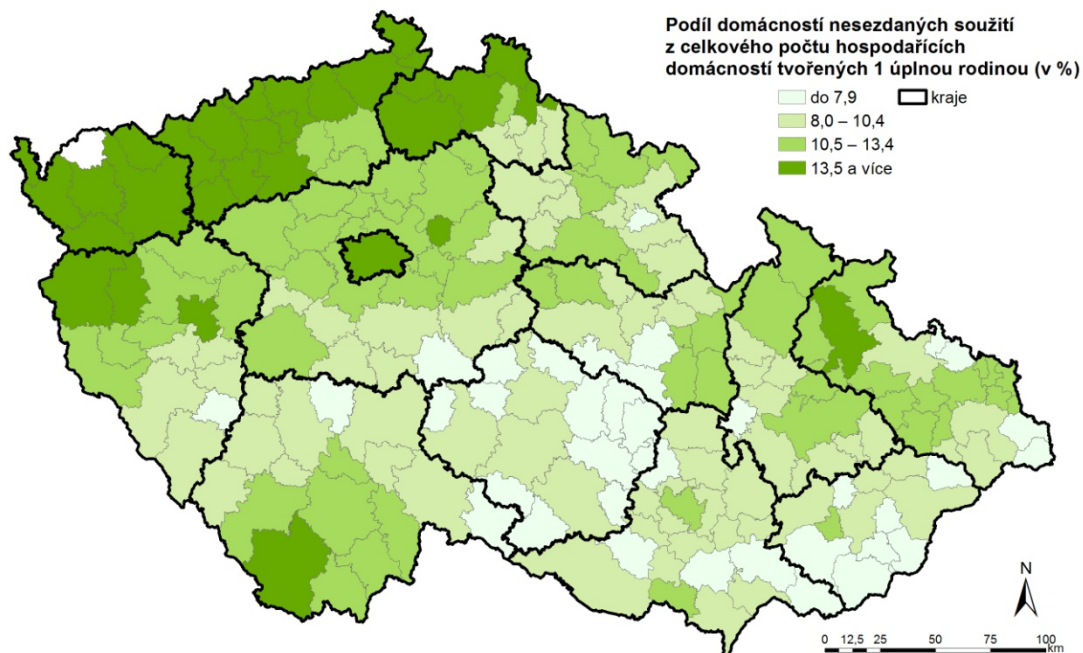 Podíl domácností nesezdaných soužití
z celkového počtu hospodařících
domácností tvořených 1 úplnou rodinou (v %)
do 7,9 kraje
8,0 – 10,4
10,5 – 13,4
13,5 a více
N
0 12,5 25 50 75 100
km